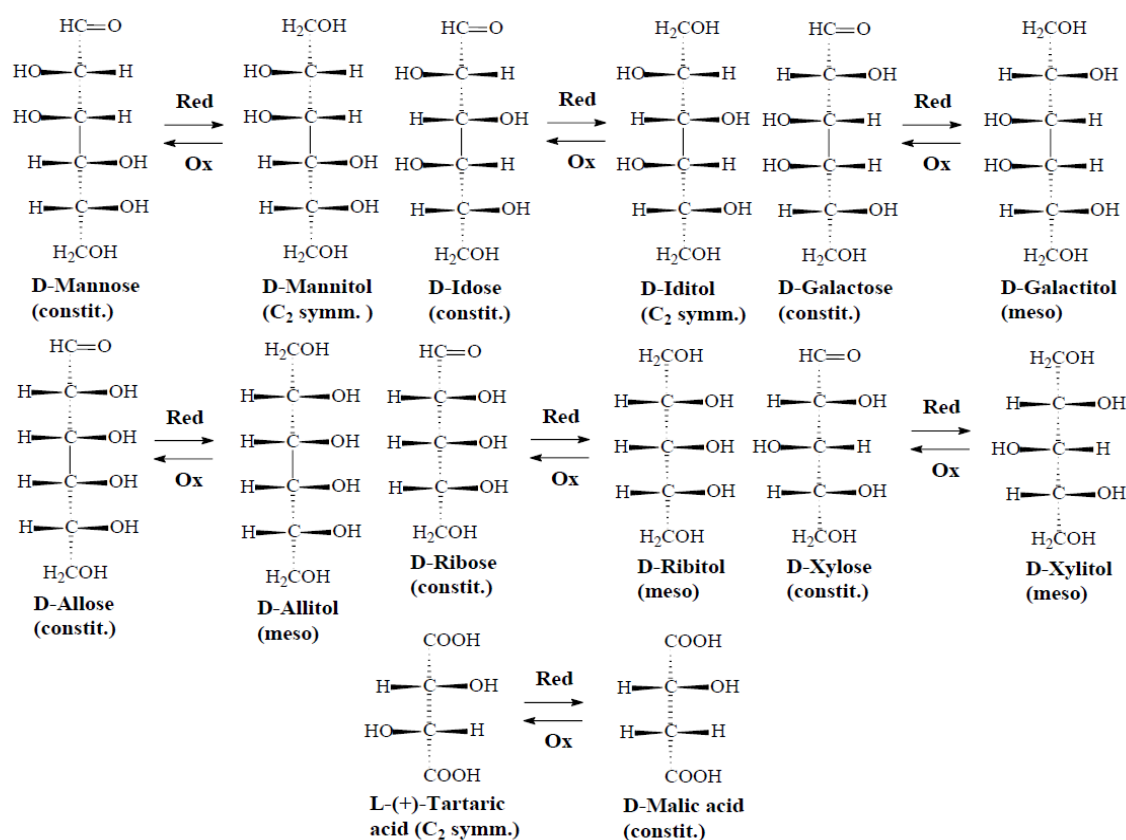 HC=O H₂COH HC=O H₂COH HC=O H₂COH
HO C H HO C H HO C H HO C H H C OH H C OH
Red Red Red
HO C H HO C H H C OH H C OH HO C H HO C H
Ox Ox Ox
H C OH H C OH HO C H HO C H HO C H HO C H
H C OH H C OH H C OH H C OH H C OH H C OH
H₂COH H₂COH H₂COH H₂COH H₂COH H₂COH
D-Mannose D-Mannitol D-Idose D-Iditol D-Galactose D-Galactitol
(constit.) (C₂ symm. ) (constit.) (C₂ symm.) (constit.) (meso)
HC=O H₂COH HC=O H₂COH HC=O H₂COH
H C OH H C OH H C OH H C OH H C OH H C OH
Red Red Red
H C OH H C OH H C OH H C OH HO C H HO C H
Ox Ox Ox
H C OH H C OH H C OH H C OH H C OH H C OH
H C OH H C OH H₂COH H₂COH H₂COH H₂COH
H₂COH H₂COH
D-Ribose D-Ribitol D-Xylose D-Xylitol
(constit.) (meso) (constit.) (meso)
D-Allose D-Allitol
(constit.) (meso)
COOH COOH
H C OH H C OH
Red
HO C H H C H
Ox
COOH COOH
L-(+)-Tartaric D-Malic acid
acid (C₂ symm.) (constit.)